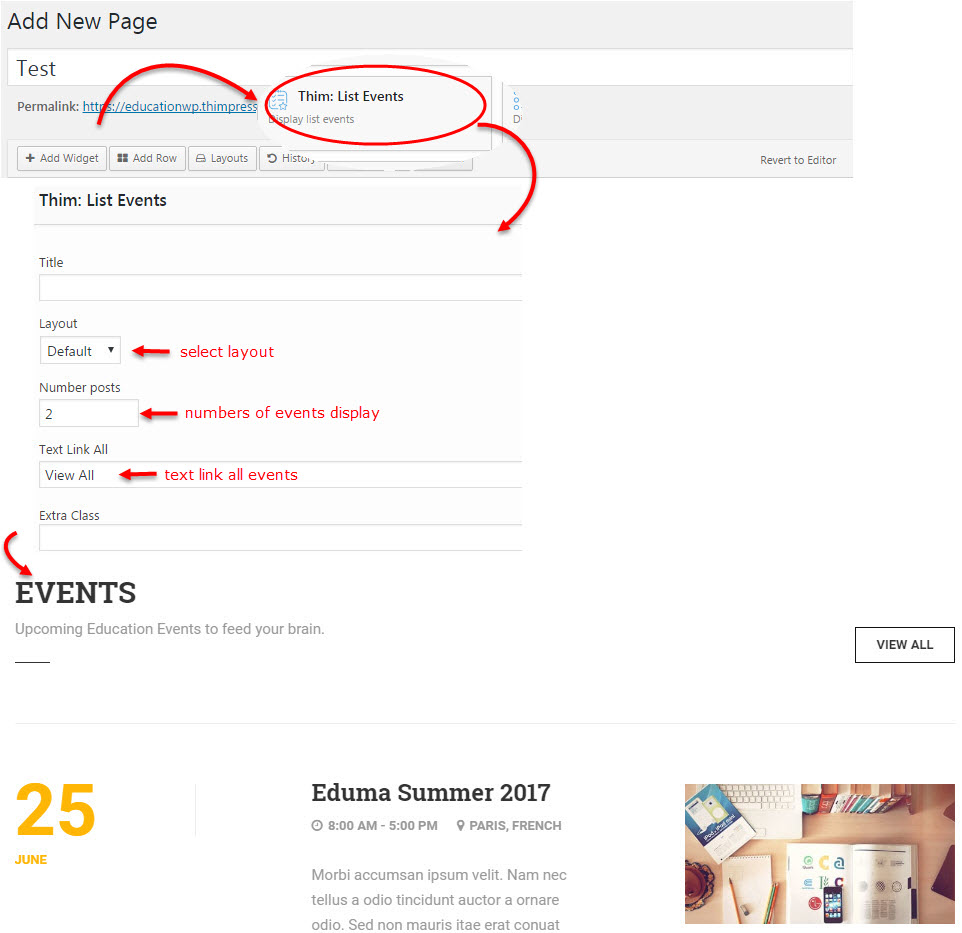 Add New Page
Test
Permalink: https://educationwp.thimpress
Thim: List Events
Display list events
Add Widget
Add Row
Layouts
History
Revert to Editor
Thim: List Events
Title
Layout
Default
select layout
Number posts
2
numbers of events display
Text Link All
View All
text link all events
Extra Class
EVENTS
Upcoming Education Events to feed your brain.
VIEW ALL
25
JUNE
Eduma Summer 2017
8:00 AM - 5:00 PM PARIS, FRENCH
Morbi accumsan ipsum velit. Nam nec
tellus a odio tincidunt auctor a ornare
odio. Sed non mauris itae erat conuat